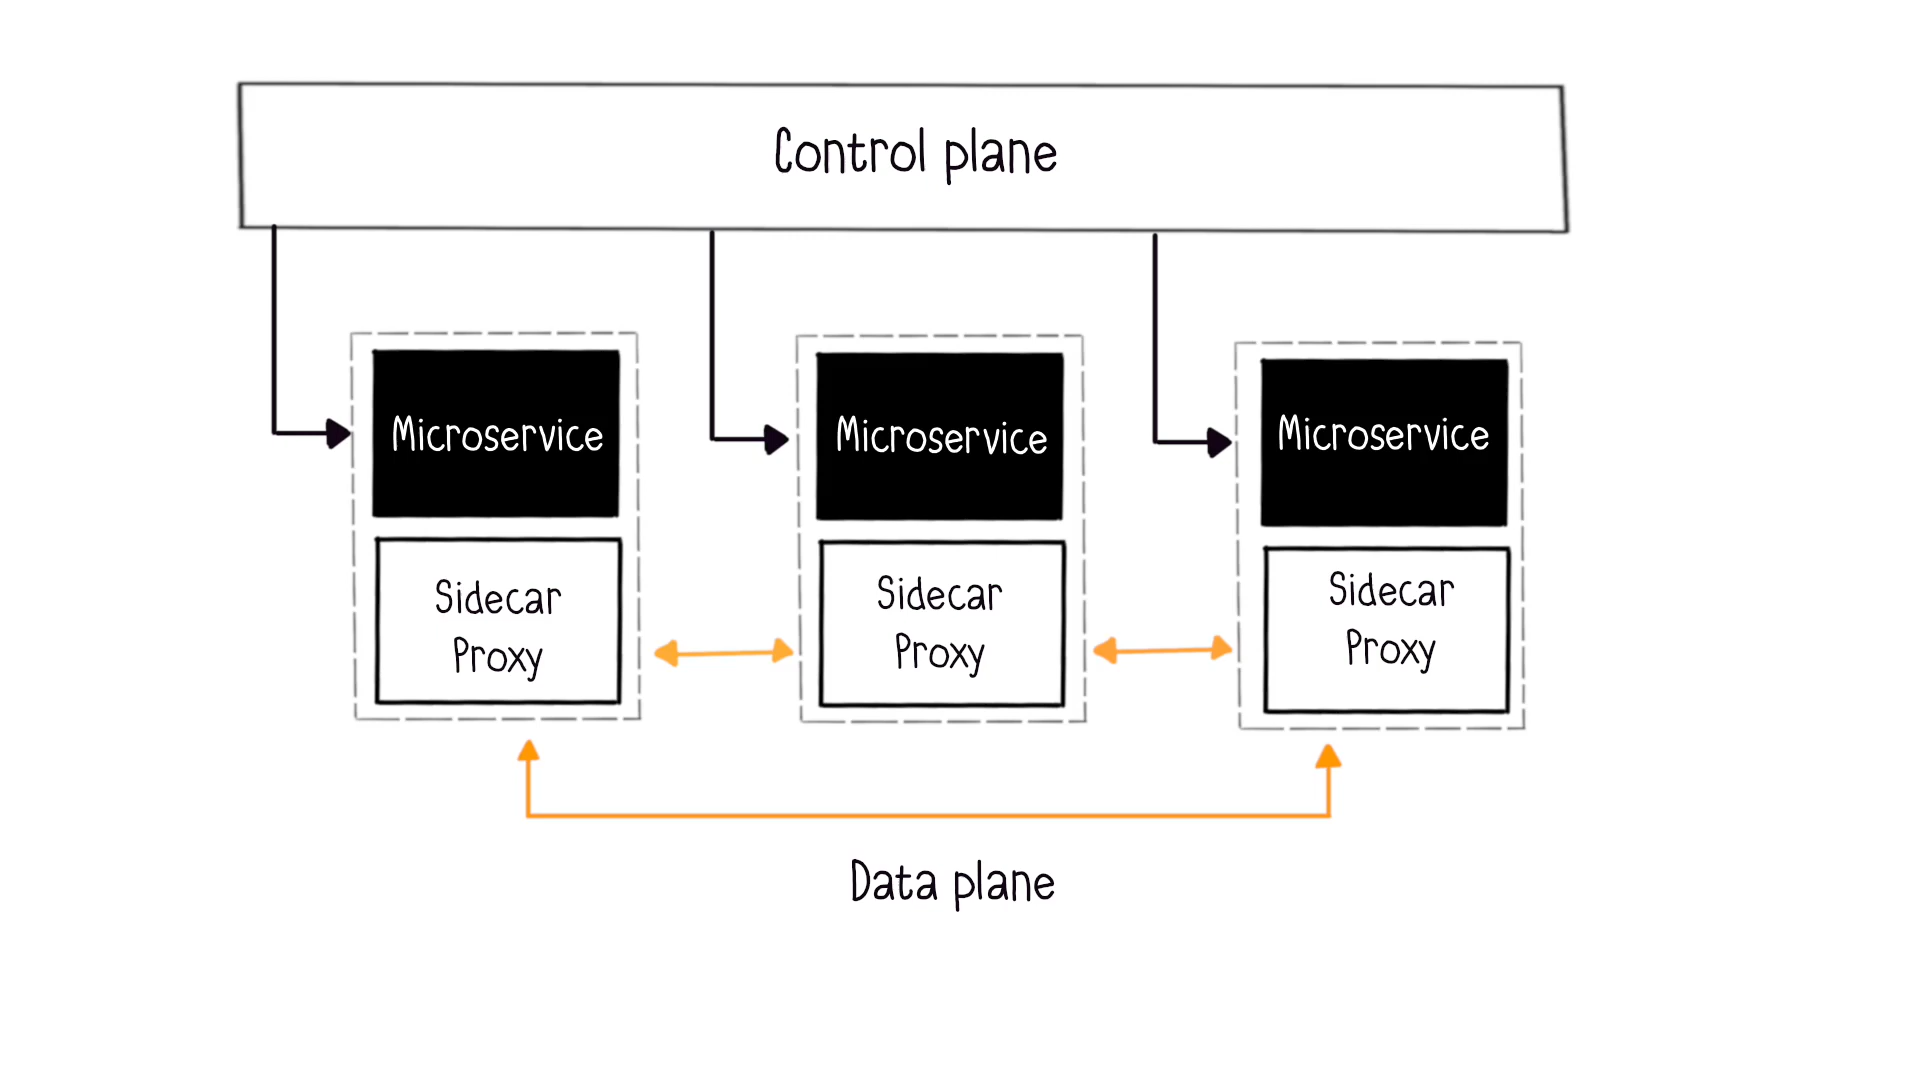 Control plane
Microservice
Microservice
Microservice
Sidecar
Proxy
Sidecar
Proxy
Sidecar
Proxy
Data plane